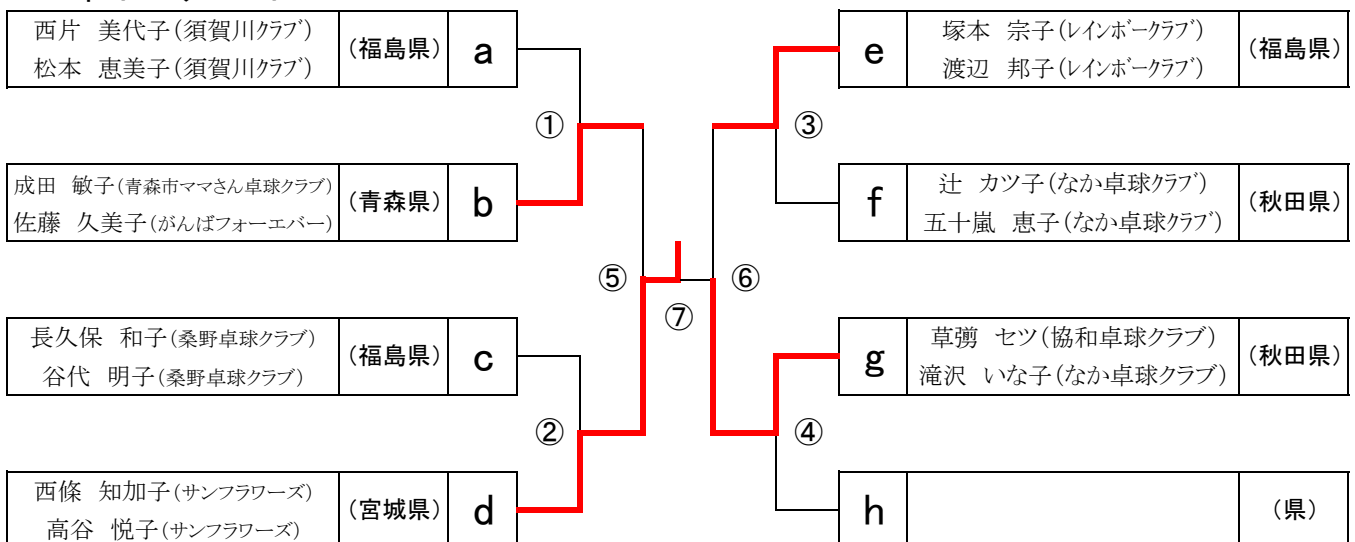 西片 美代子(須賀川クラブ)
松本 恵美子(須賀川クラブ)
(福島県)
a
①
成田 敏子(青森市ママさん卓球クラブ)
佐藤 久美子(がんばフォーエバー)
(青森県)
b
⑤
長久保 和子(桑野卓球クラブ)
谷代 明子(桑野卓球クラブ)
(福島県)
c
②
西條 知加子(サンフラワーズ)
高谷 悦子(サンフラワーズ)
(宮城県)
d
⑦
e
塚本 宗子(レインボークラブ)
渡辺 邦子(レインボークラブ)
(福島県)
③
f
辻 カツ子(なか卓球クラブ)
五十嵐 恵子(なか卓球クラブ)
(秋田県)
⑥
g
草彅 セツ(協和卓球クラブ)
滝沢 いな子(なか卓球クラブ)
(秋田県)
④
h
(県)